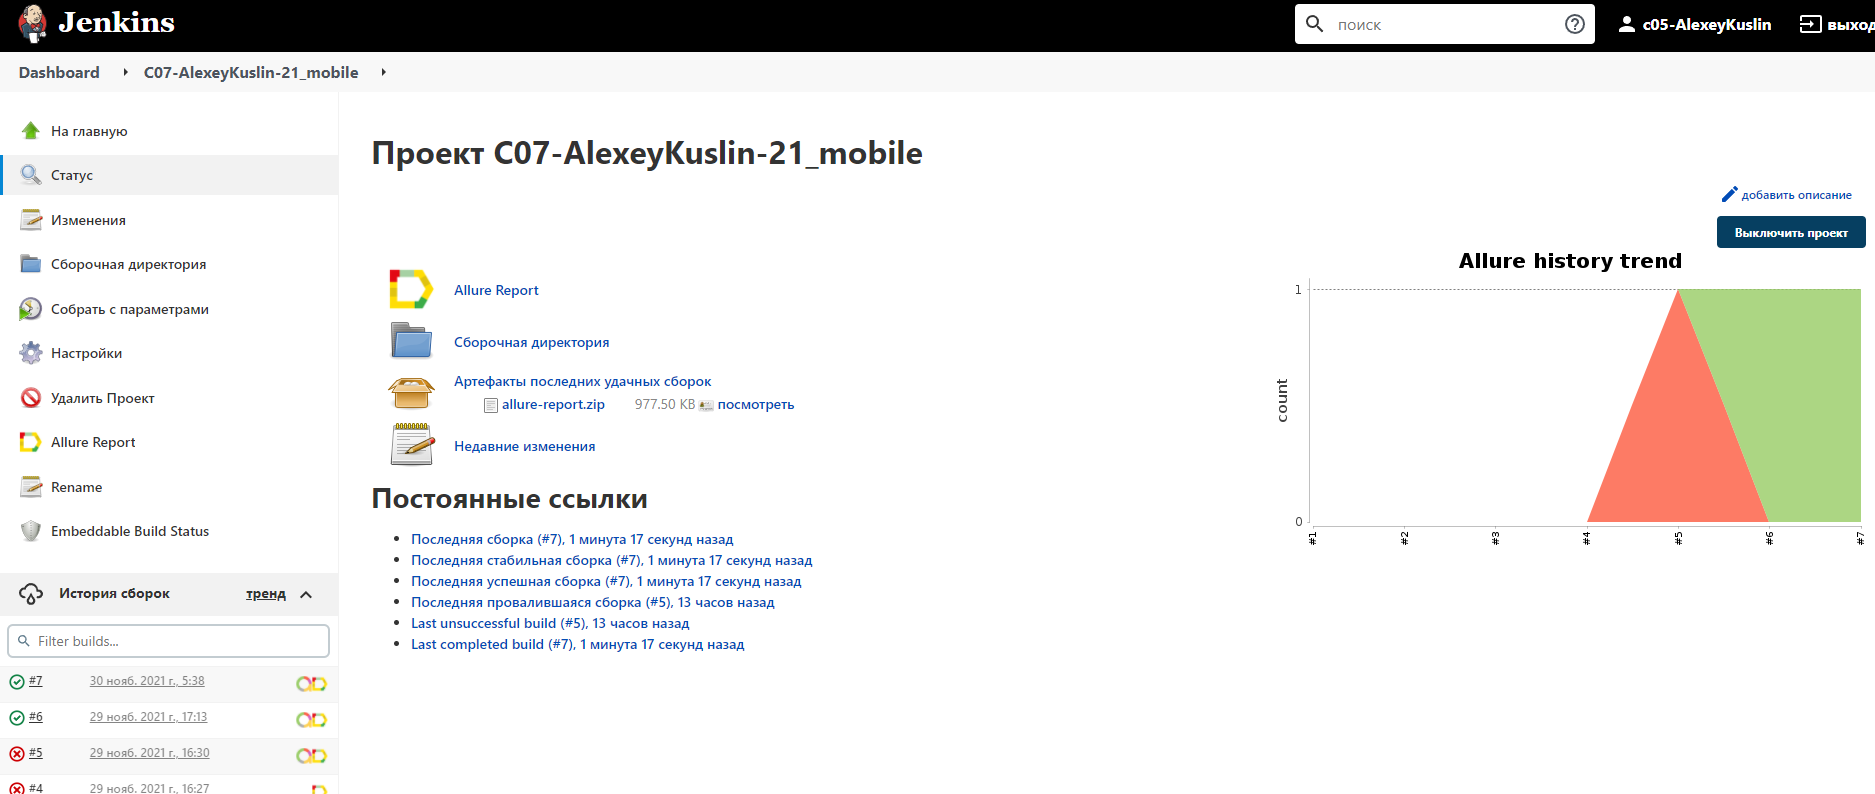 Jenkins
поиск
c05-AlexeyKuslin
выход
Dashboard
C07-AlexeyKuslin-21_mobile
На главную
Статус
Изменения
Сборочная директория
Собрать с параметрами
Настройки
Удалить Проект
Allure Report
Rename
Embeddable Build Status
История сборок
тренд
Filter builds...
#7 30 нояб. 2021 г., 5:38
#6 29 нояб. 2021 г., 17:13
#5 29 нояб. 2021 г., 16:30
#4 29 нояб. 2021 г., 16:27
Проект C07-AlexeyKuslin-21_mobile
добавить описание
Выключить проект
Allure Report
Сборочная директория
Артефакты последних удачных сборок
allure-report.zip 977.50 KB посмотреть
Недавние изменения
Постоянные ссылки
Последняя сборка (#7), 1 минута 17 секунд назад
Последняя стабильная сборка (#7), 1 минута 17 секунд назад
Последняя успешная сборка (#7), 1 минута 17 секунд назад
Последняя провалившаяся сборка (#5), 13 часов назад
Last unsuccessful build (#5), 13 часов назад
Last completed build (#7), 1 минута 17 секунд назад
Allure history trend
1
count
0
#1 #2 #3 #4 #5 #6 #7